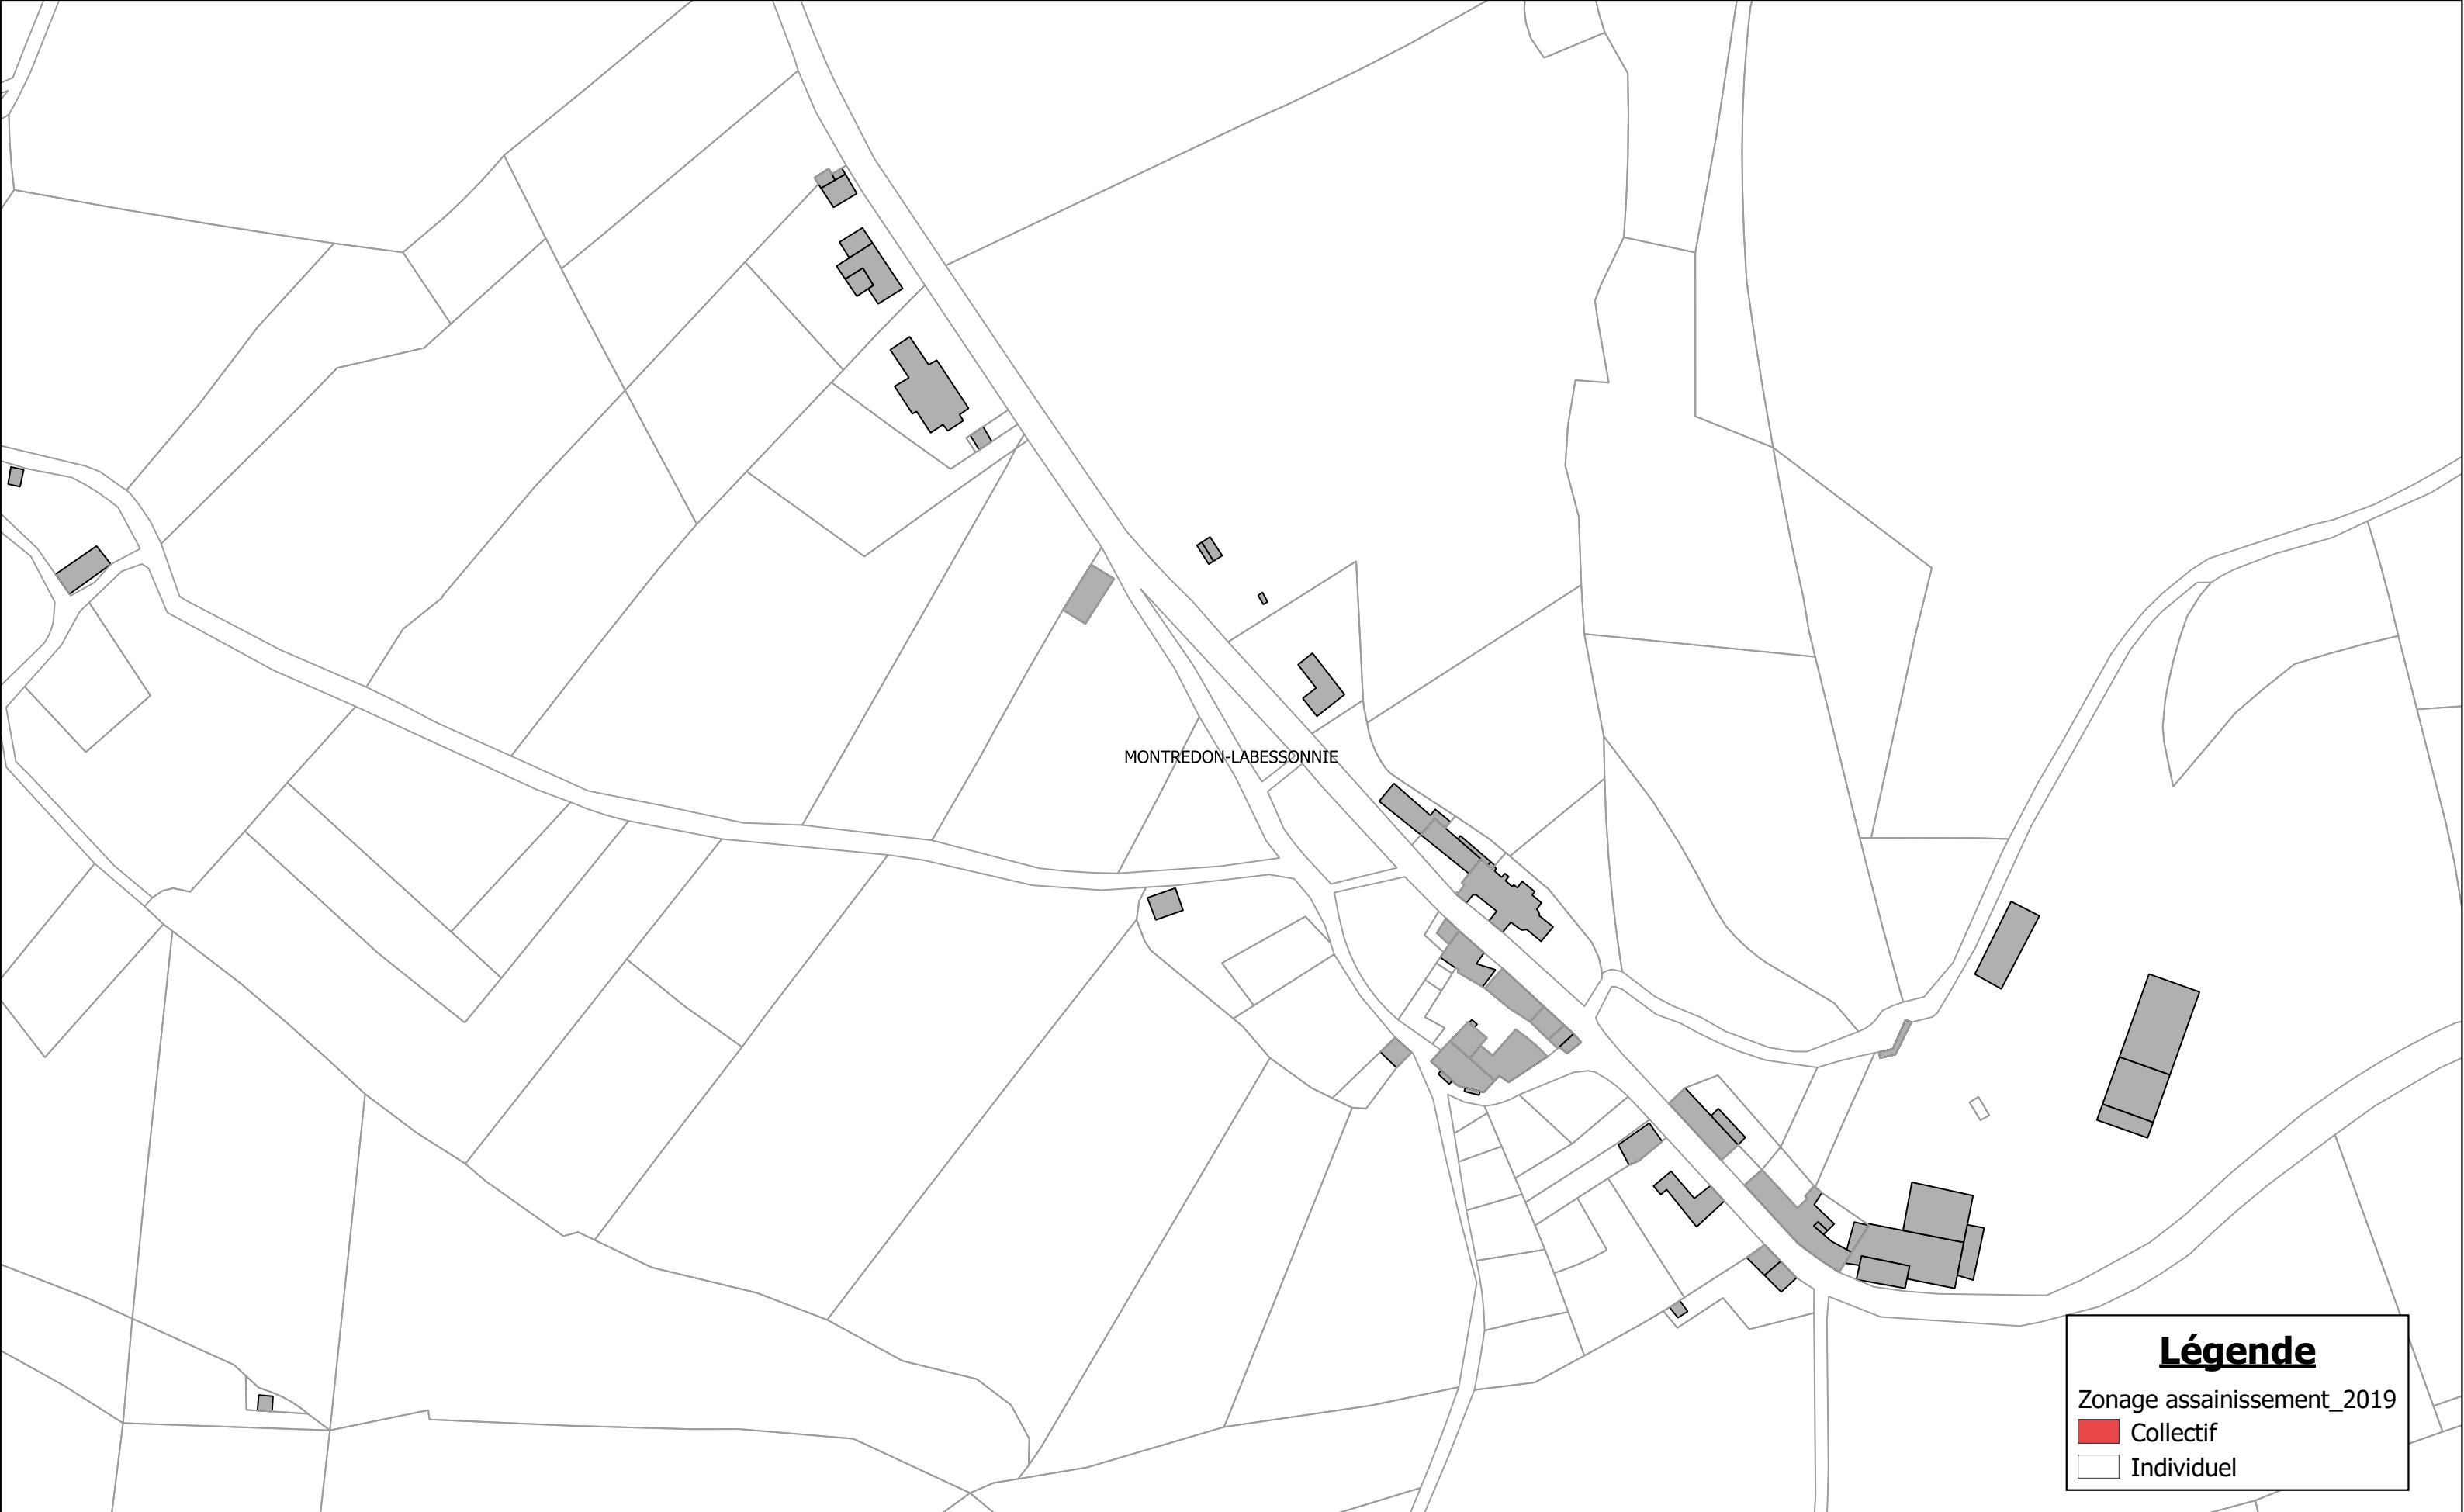 MONTREDON-LABESSONNIE
Légende
Zonage assainissement_2019
Collectif
Individuel